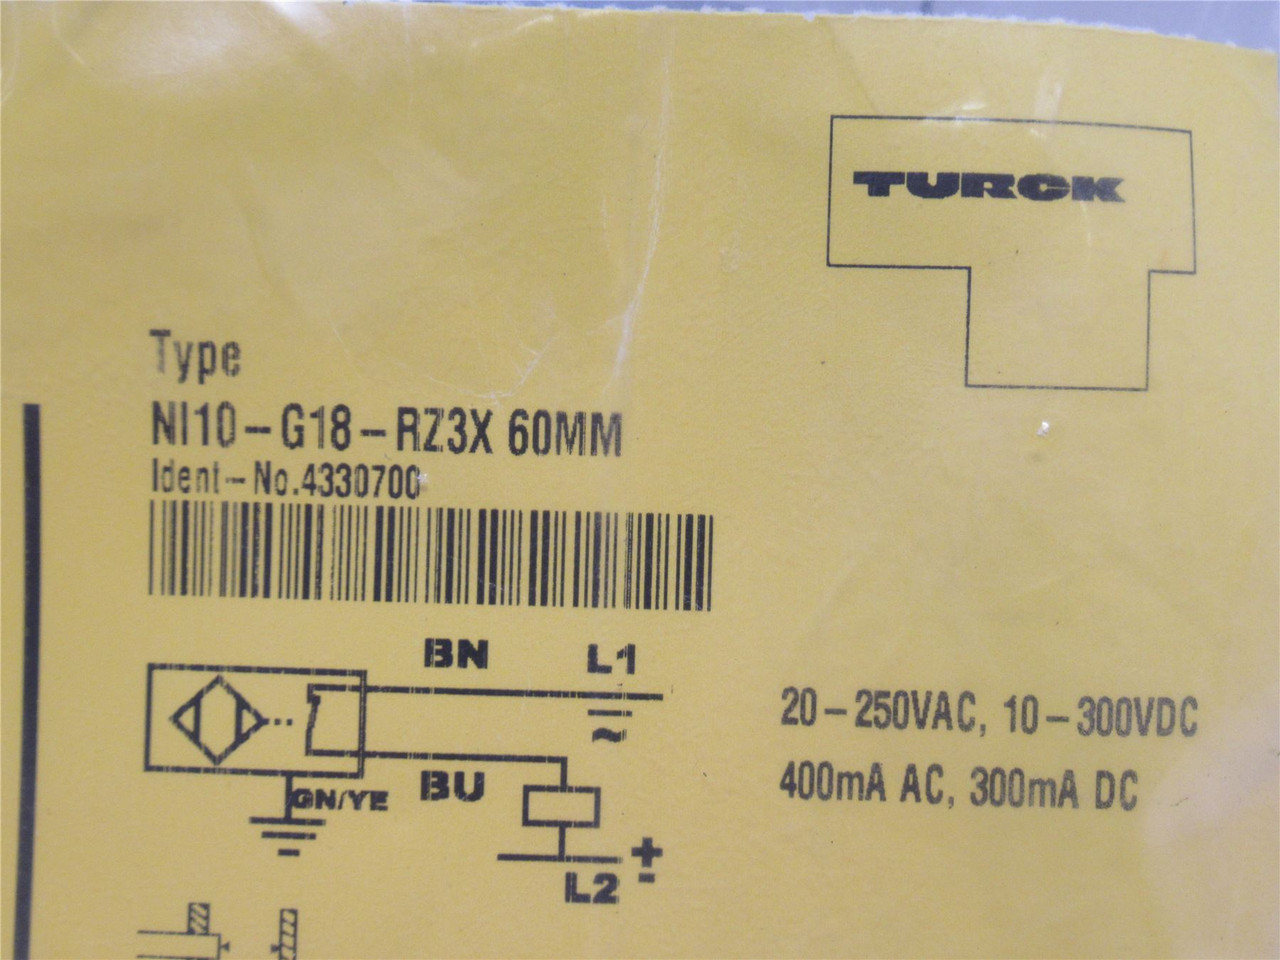 TURCK
Type
NI10-G18-RZ3X 60MM
Ident-No.4330700
BN L1
20-250VAC, 10-300VDC
400mA AC, 300mA DC
GN/YE BU
L2